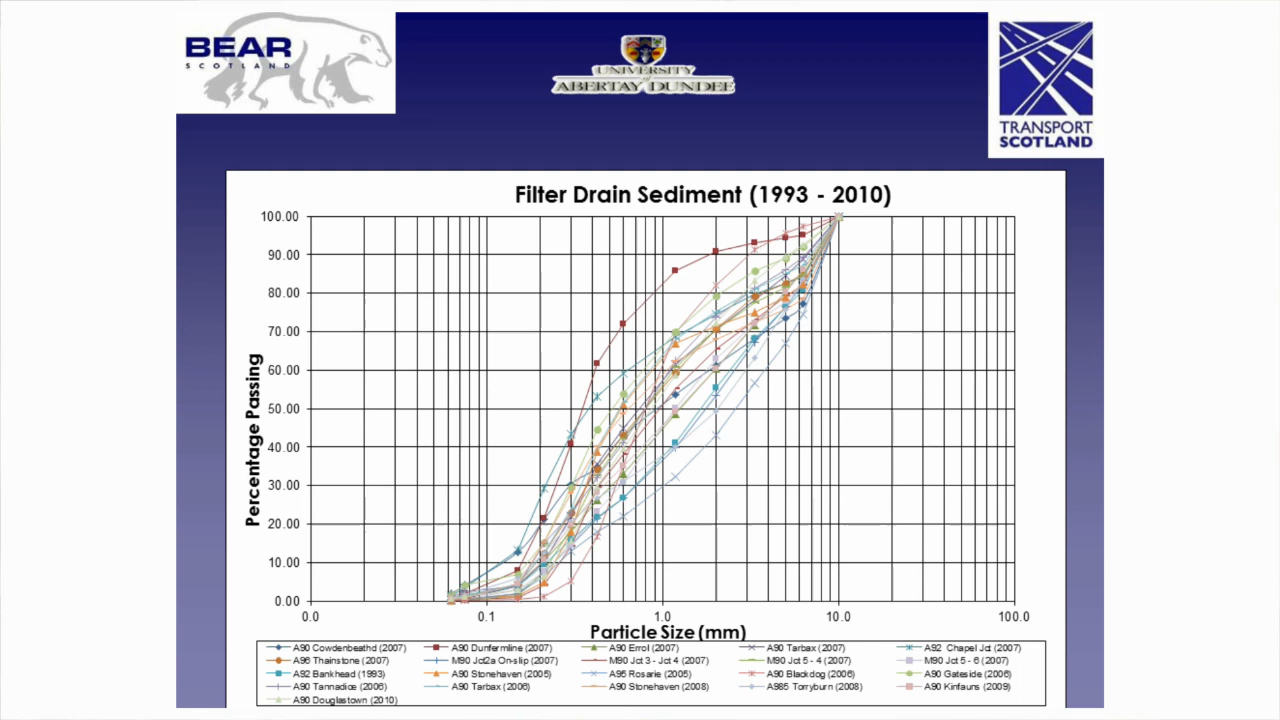 BEAR
SCOTLAND
UNIVERSITY
of
ABERTAY DUNDEE
TRANSPORT
SCOTLAND
Filter Drain Sediment (1993 - 2010)
100.00
90.00
80.00
70.00
60.00
50.00
40.00
30.00
20.00
10.00
0.00
Percentage Passing
0.0 0.1 1.0 10.0 100.0
Particle Size (mm)
A90 Cowdenbeathd (2007) A90 Dunfermline (2007) A90 Errol (2007) A90 Tarbax (2007) A92 Chapel Jct (2007)
A96 Thainstone (2007) M90 Jct2a On-slip (2007) M90 Jct 3 - Jct 4 (2007) M90 Jct 5 - 4 (2007) M90 Jct 5 - 6 (2007)
A92 Bankhead (1993) A90 Stonehaven (2006) A95 Rosarie (2005) A90 Blackdog (2006) A90 Gateside (2006)
A90 Tannadice (2006) A90 Tarbax (2006) A90 Stonehaven (2008) A985 Torryburn (2008) A90 Kinfauns (2009)
A90 Douglastown (2010)